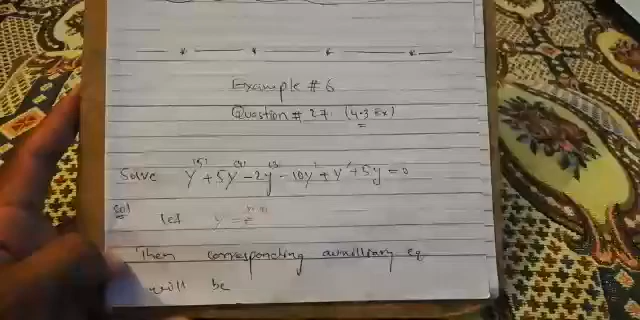 Example # 6
Question # 27. (4.3 Ex)
Solve y⁽⁵⁾ + 5y⁽⁴⁾ - 2y⁽³⁾ - 10y″ + y′ + 5y = 0
Sol let y = e
Then corresponding auxilliary eq
will be